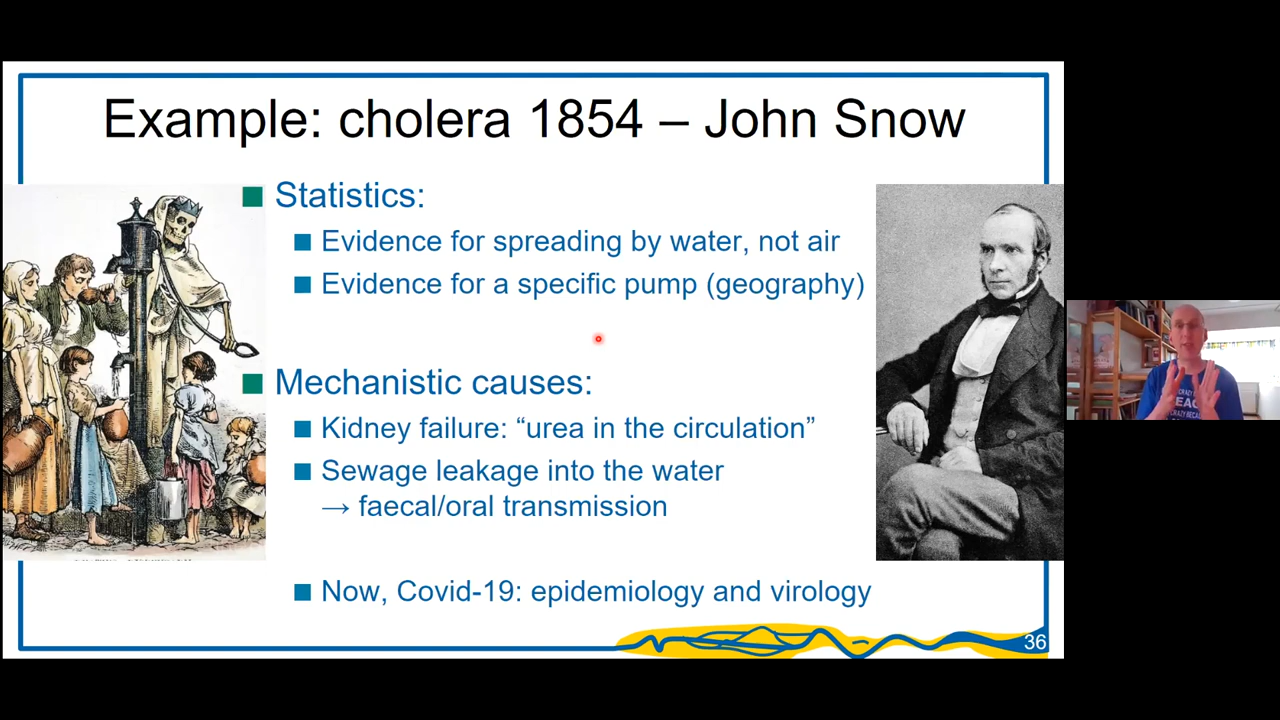 Example: cholera 1854 – John Snow
Statistics:
Evidence for spreading by water, not air
Evidence for a specific pump (geography)
Mechanistic causes:
Kidney failure: “urea in the circulation”
Sewage leakage into the water
→ faecal/oral transmission
Now, Covid-19: epidemiology and virology
36